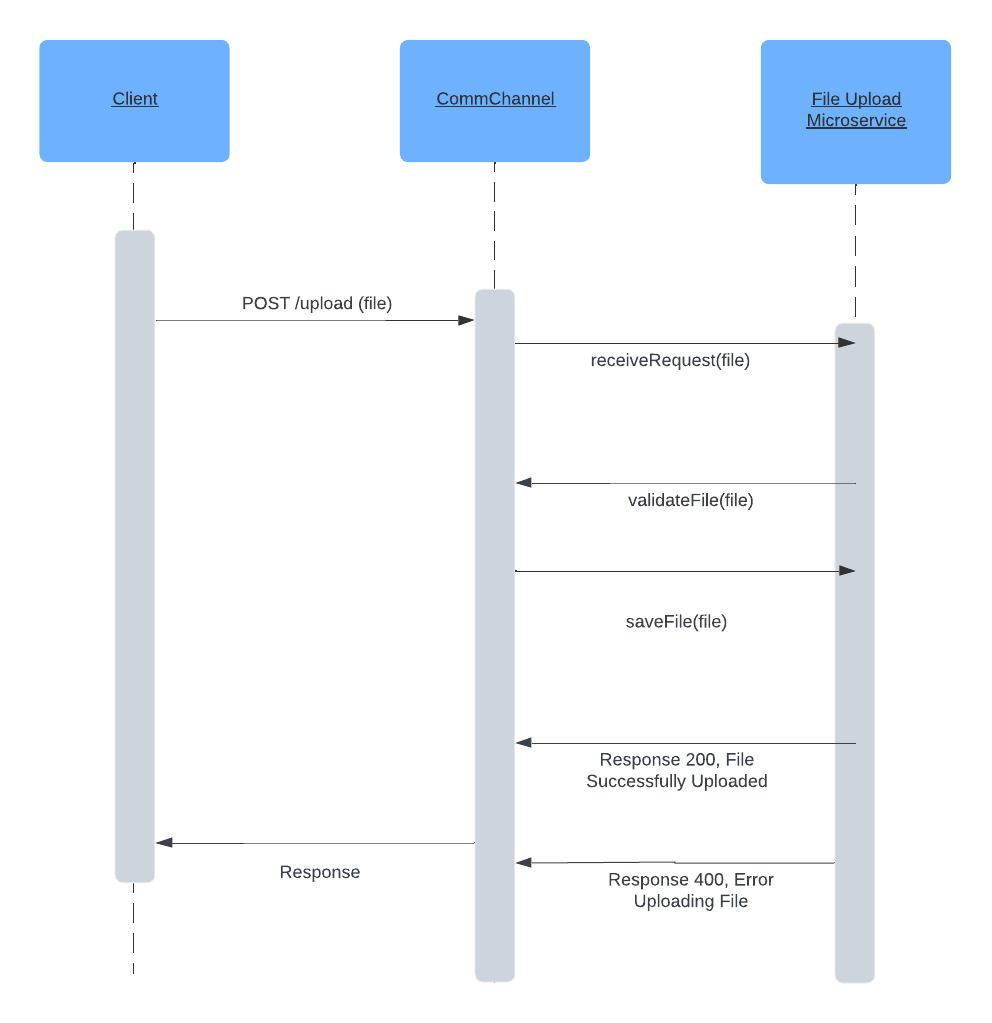 Client
CommChannel
File Upload
Microservice
POST /upload (file)
receiveRequest(file)
validateFile(file)
saveFile(file)
Response 200, File
Successfully Uploaded
Response
Response 400, Error
Uploading File